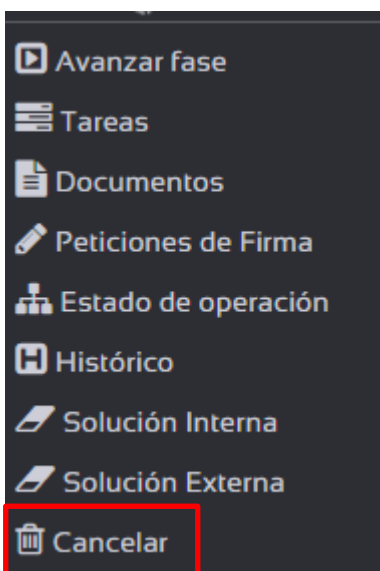 Avanzar fase
Tareas
Documentos
Peticiones de Firma
Estado de operación
Histórico
Solución Interna
Solución Externa
Cancelar